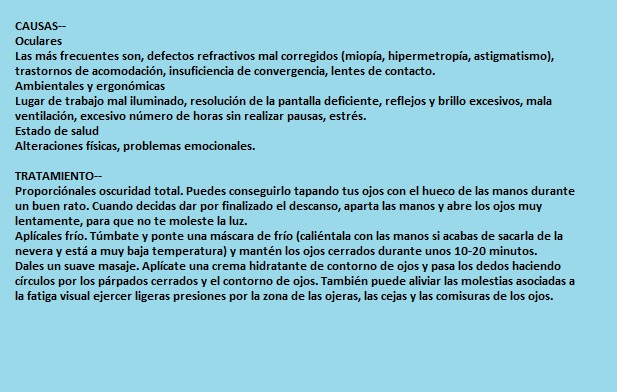 CAUSAS--
Oculares
Las más frecuentes son, defectos refractivos mal corregidos (miopía, hipermetropía, astigmatismo),
trastornos de acomodación, insuficiencia de convergencia, lentes de contacto.
Ambientales y ergonómicas
Lugar de trabajo mal iluminado, resolución de la pantalla deficiente, reflejos y brillo excesivos, mala
ventilación, excesivo número de horas sin realizar pausas, estrés.
Estado de salud
Alteraciones físicas, problemas emocionales.
TRATAMIENTO--
Proporciónales oscuridad total. Puedes conseguirlo tapando tus ojos con el hueco de las manos durante
un buen rato. Cuando decidas dar por finalizado el descanso, aparta las manos y abre los ojos muy
lentamente, para que no te moleste la luz.
Aplícales frío. Túmbate y ponte una máscara de frío (caliéntala con las manos si acabas de sacarla de la
nevera y está a muy baja temperatura) y mantén los ojos cerrados durante unos 10-20 minutos.
Dales un suave masaje. Aplícate una crema hidratante de contorno de ojos y pasa los dedos haciendo
círculos por los párpados cerrados y el contorno de ojos. También puede aliviar las molestias asociadas a
la fatiga visual ejercer ligeras presiones por la zona de las ojeras, las cejas y las comisuras de los ojos.